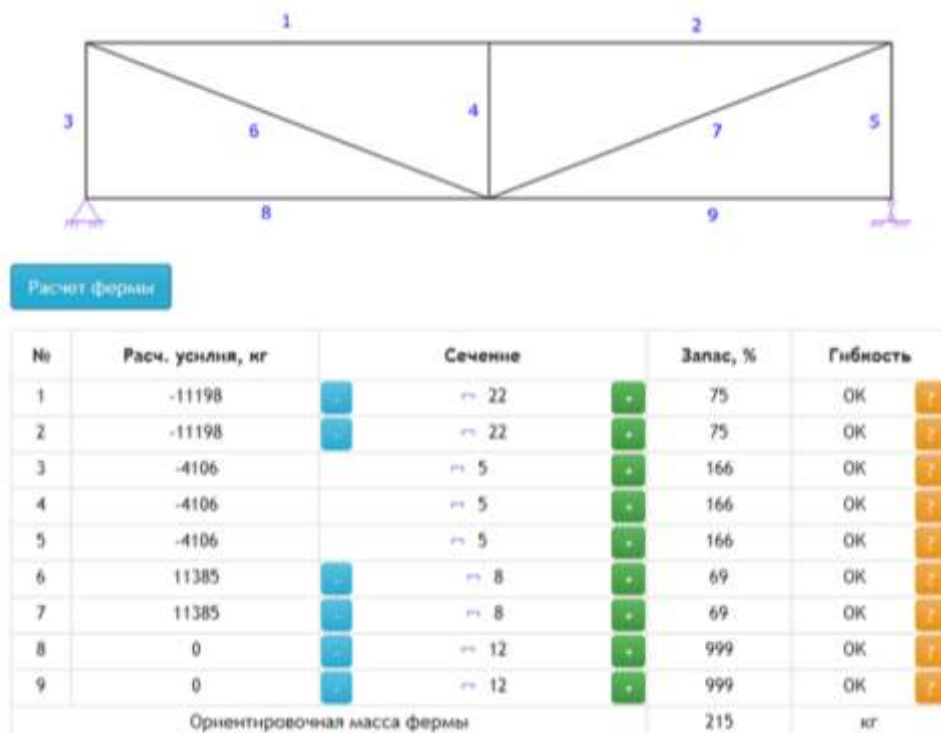 1 2
3 4 5
6 7
8 9
Расчет фермы
№ Расч. усилия, кг Сечение Запас, % Гибкость
1 -11198 - 22 + 75 OK ?
2 -11198 - 22 + 75 OK ?
3 -4106 5 + 166 OK ?
4 -4106 5 + 166 OK ?
5 -4106 5 + 166 OK ?
6 11385 - 8 + 69 OK ?
7 11385 - 8 + 69 OK ?
8 0 - 12 + 999 OK ?
9 0 - 12 + 999 OK ?
Ориентировочная масса фермы 215 кг